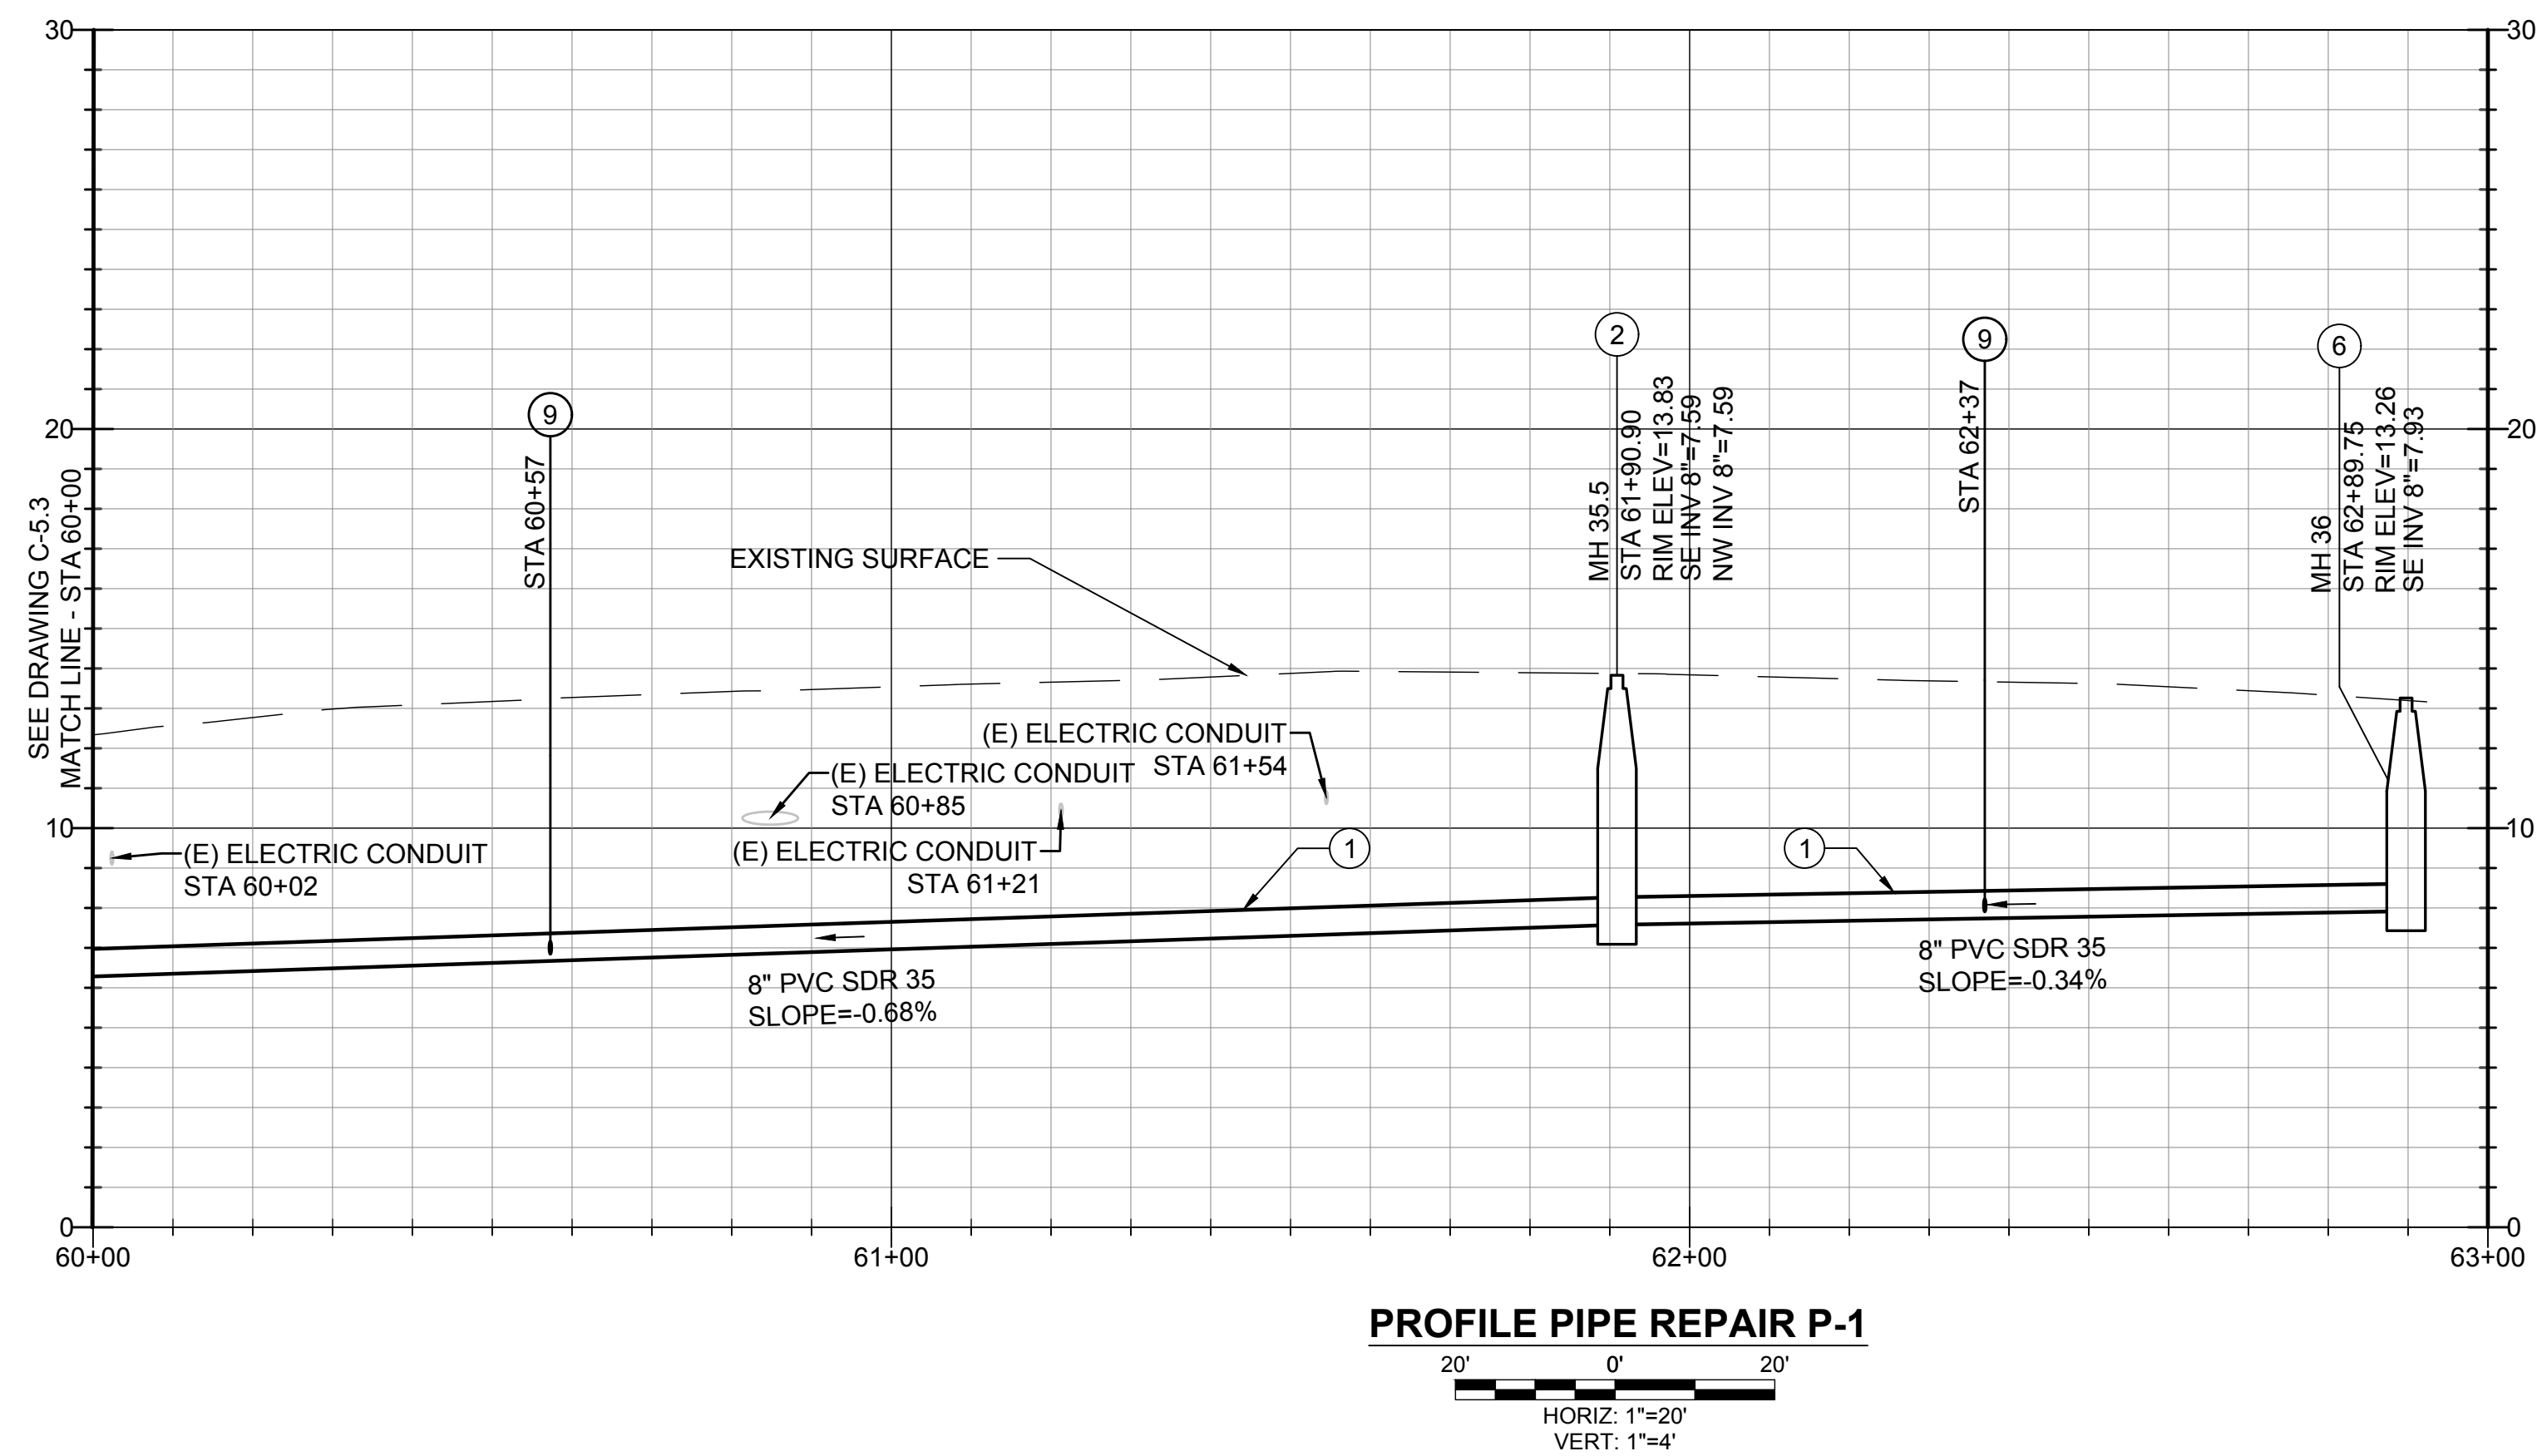 30
30
2
9
6
9
20
20
SEE DRAWING C-5.3
MATCH LINE - STA 60+00
STA 60+57
MH 35.5
STA 61+90.90
RIM ELEV=13.83
SE INV 8"=7.59
NW INV 8"=7.59
STA 62+37
MH 36
STA 62+89.75
RIM ELEV=13.26
SE INV 8"=7.93
EXISTING SURFACE
(E) ELECTRIC CONDUIT
STA 61+54
(E) ELECTRIC CONDUIT
STA 60+85
10
10
(E) ELECTRIC CONDUIT
STA 60+02
(E) ELECTRIC CONDUIT
STA 61+21
1
1
8" PVC SDR 35
SLOPE=-0.68%
8" PVC SDR 35
SLOPE=-0.34%
0
0
60+00
61+00
62+00
63+00
PROFILE PIPE REPAIR P-1
20' 0' 20'
HORIZ: 1"=20'
VERT: 1"=4'